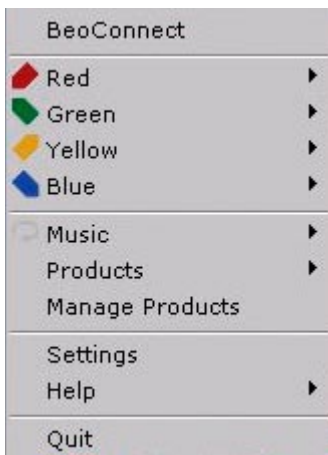 BeoConnect
Red
Green
Yellow
Blue
Music
Products
Manage Products
Settings
Help
Quit